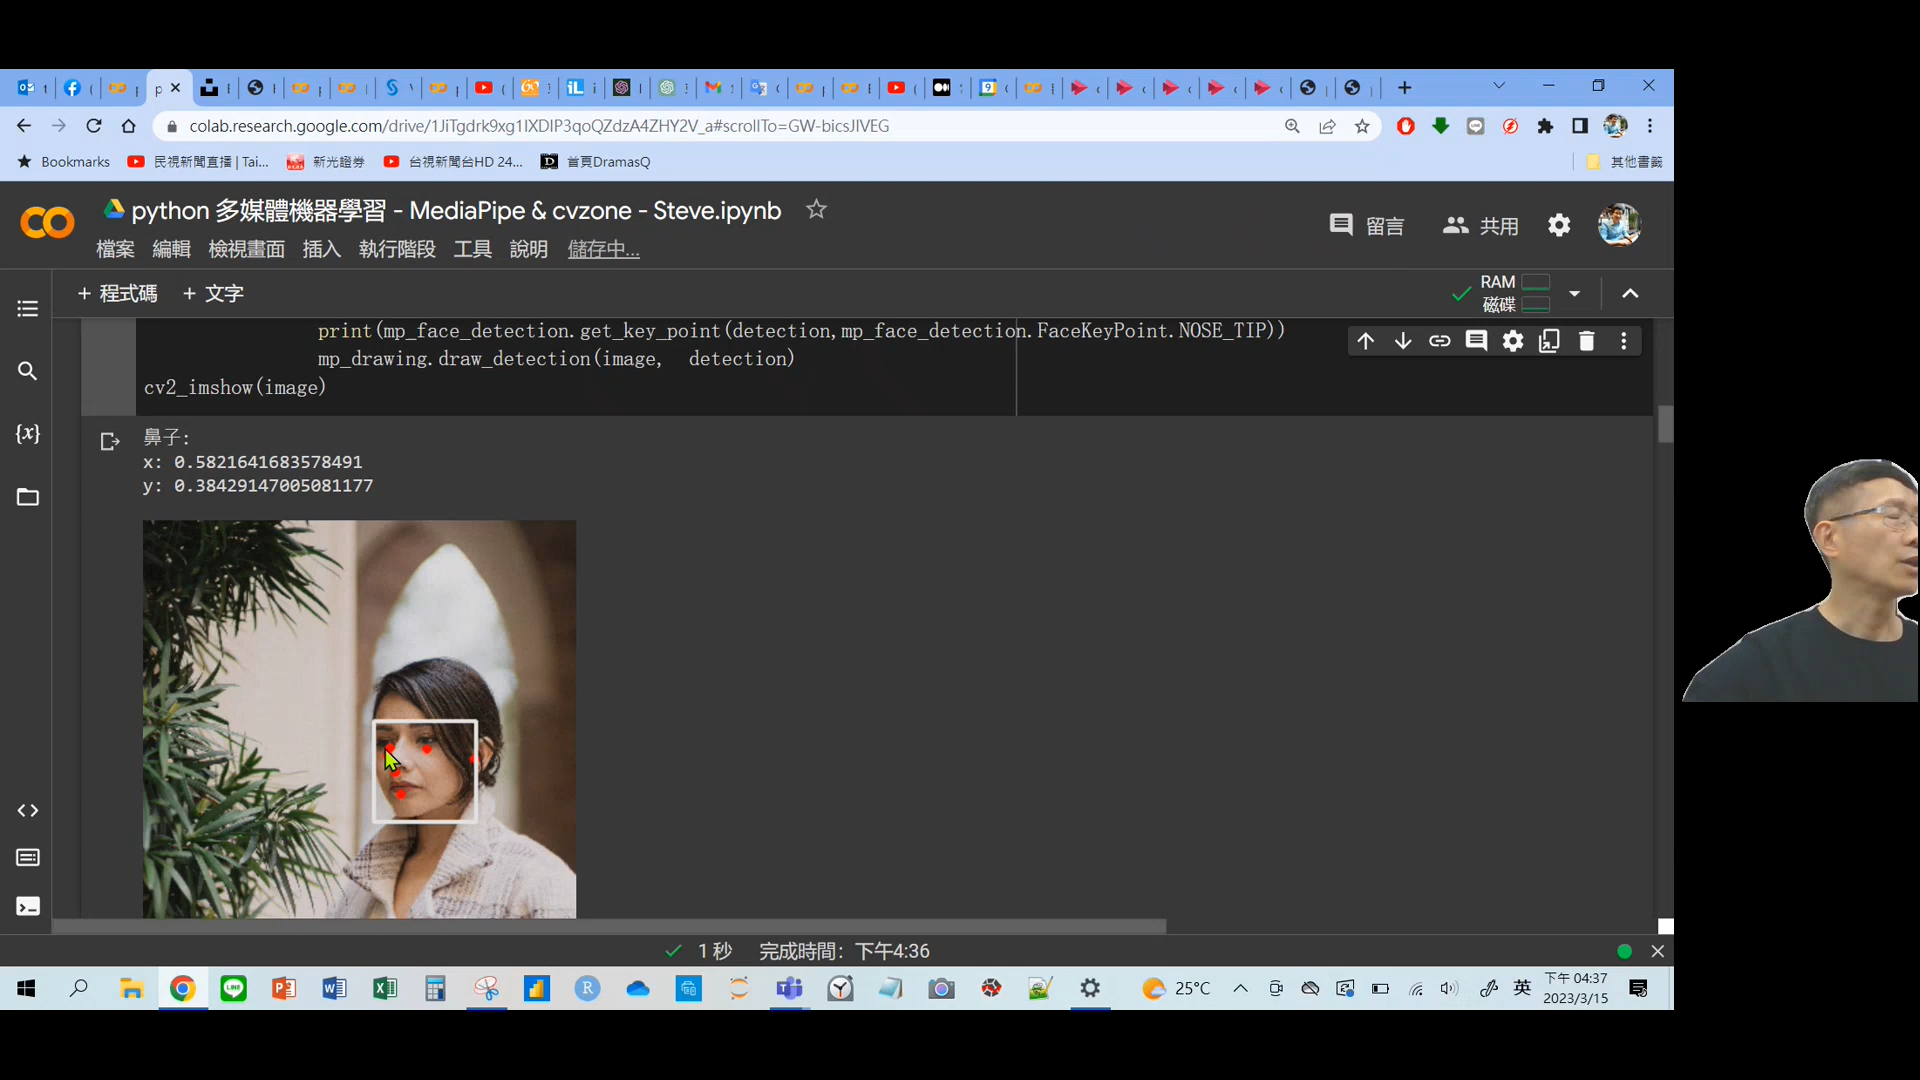 colab.research.google.com/drive/1JiTgdrk9xg1IXDIP3qoQZdzA4ZHY2V_a#scrollTo=GW-bicsJIVEG
Bookmarks 民視新聞直播 | Tai... 新光證券 台視新聞台HD 24... 首頁DramasQ 其他書籤
python 多媒體機器學習 - MediaPipe & cvzone - Steve.ipynb
留言 共用
檔案 編輯 檢視畫面 插入 執行階段 工具 說明 儲存中...
+ 程式碼 + 文字
RAM
磁碟
print(mp_face_detection.get_key_point(detection,mp_face_detection.FaceKeyPoint.NOSE_TIP))
mp_drawing.draw_detection(image, detection)
cv2_imshow(image)
鼻子:
x: 0.5821641683578491
y: 0.38429147005081177
1 秒 完成時間: 下午4:36
25°C
英
下午 04:37
2023/3/15